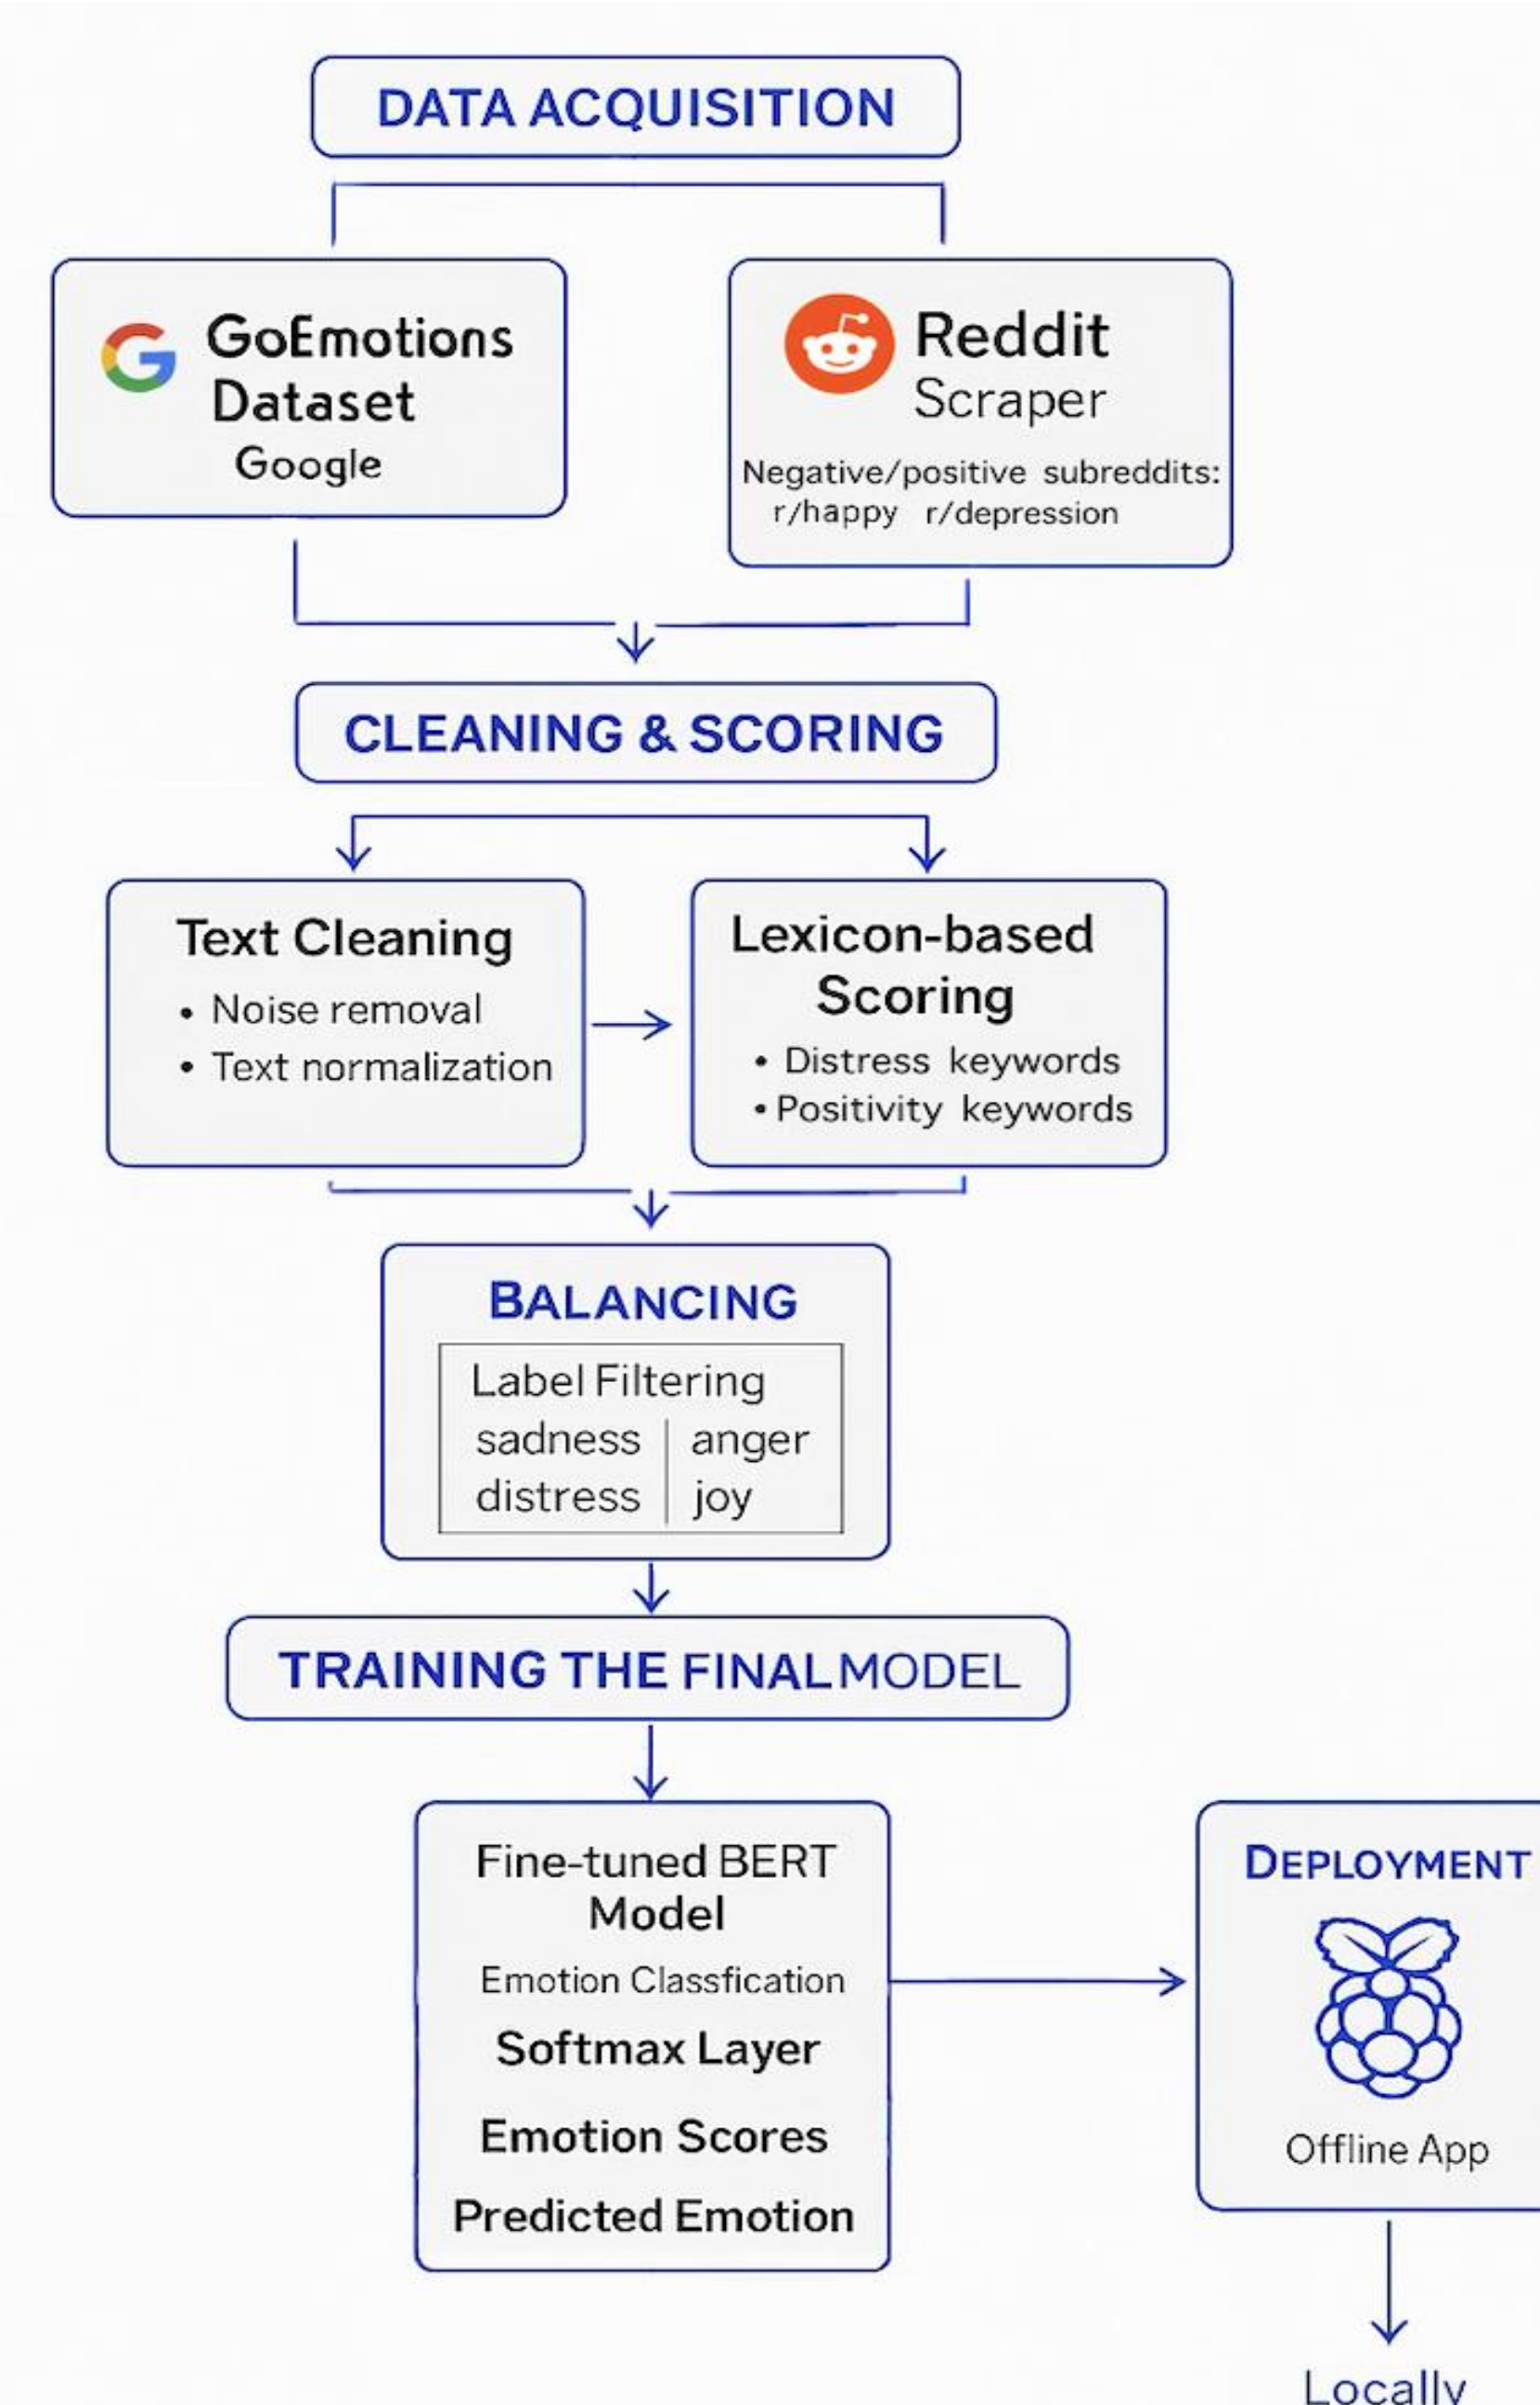 DATA ACQUISITION
GoEmotions
Dataset
Google
Reddit
Scraper
Negative/positive subreddits:
r/happy r/depression
CLEANING & SCORING
Text Cleaning
• Noise removal
• Text normalization
Lexicon-based
Scoring
• Distress keywords
• Positivity keywords
BALANCING
Label Filtering
sadness | anger
distress | joy
TRAINING THE FINAL MODEL
Fine-tuned BERT
Model
Emotion Classfication
Softmax Layer
Emotion Scores
Predicted Emotion
DEPLOYMENT
Offline App
Locally